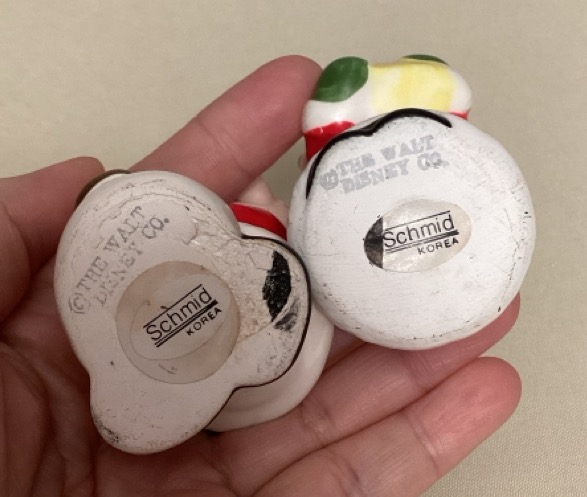 ©THE WALT
DISNEY CO.
Schmid
KOREA
©THE WALT
DISNEY CO.
Schmid
KOREA